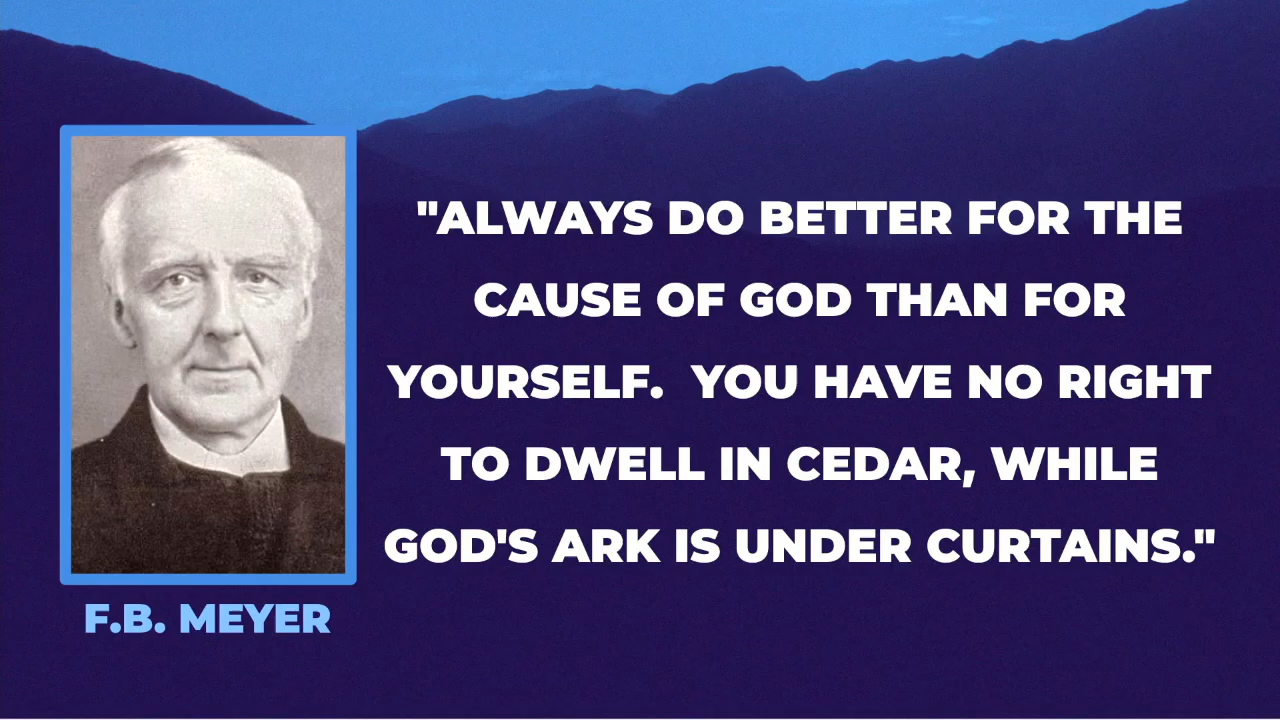 "ALWAYS DO BETTER FOR THE
CAUSE OF GOD THAN FOR
YOURSELF.  YOU HAVE NO RIGHT
TO DWELL IN CEDAR, WHILE
GOD'S ARK IS UNDER CURTAINS."
F.B. MEYER